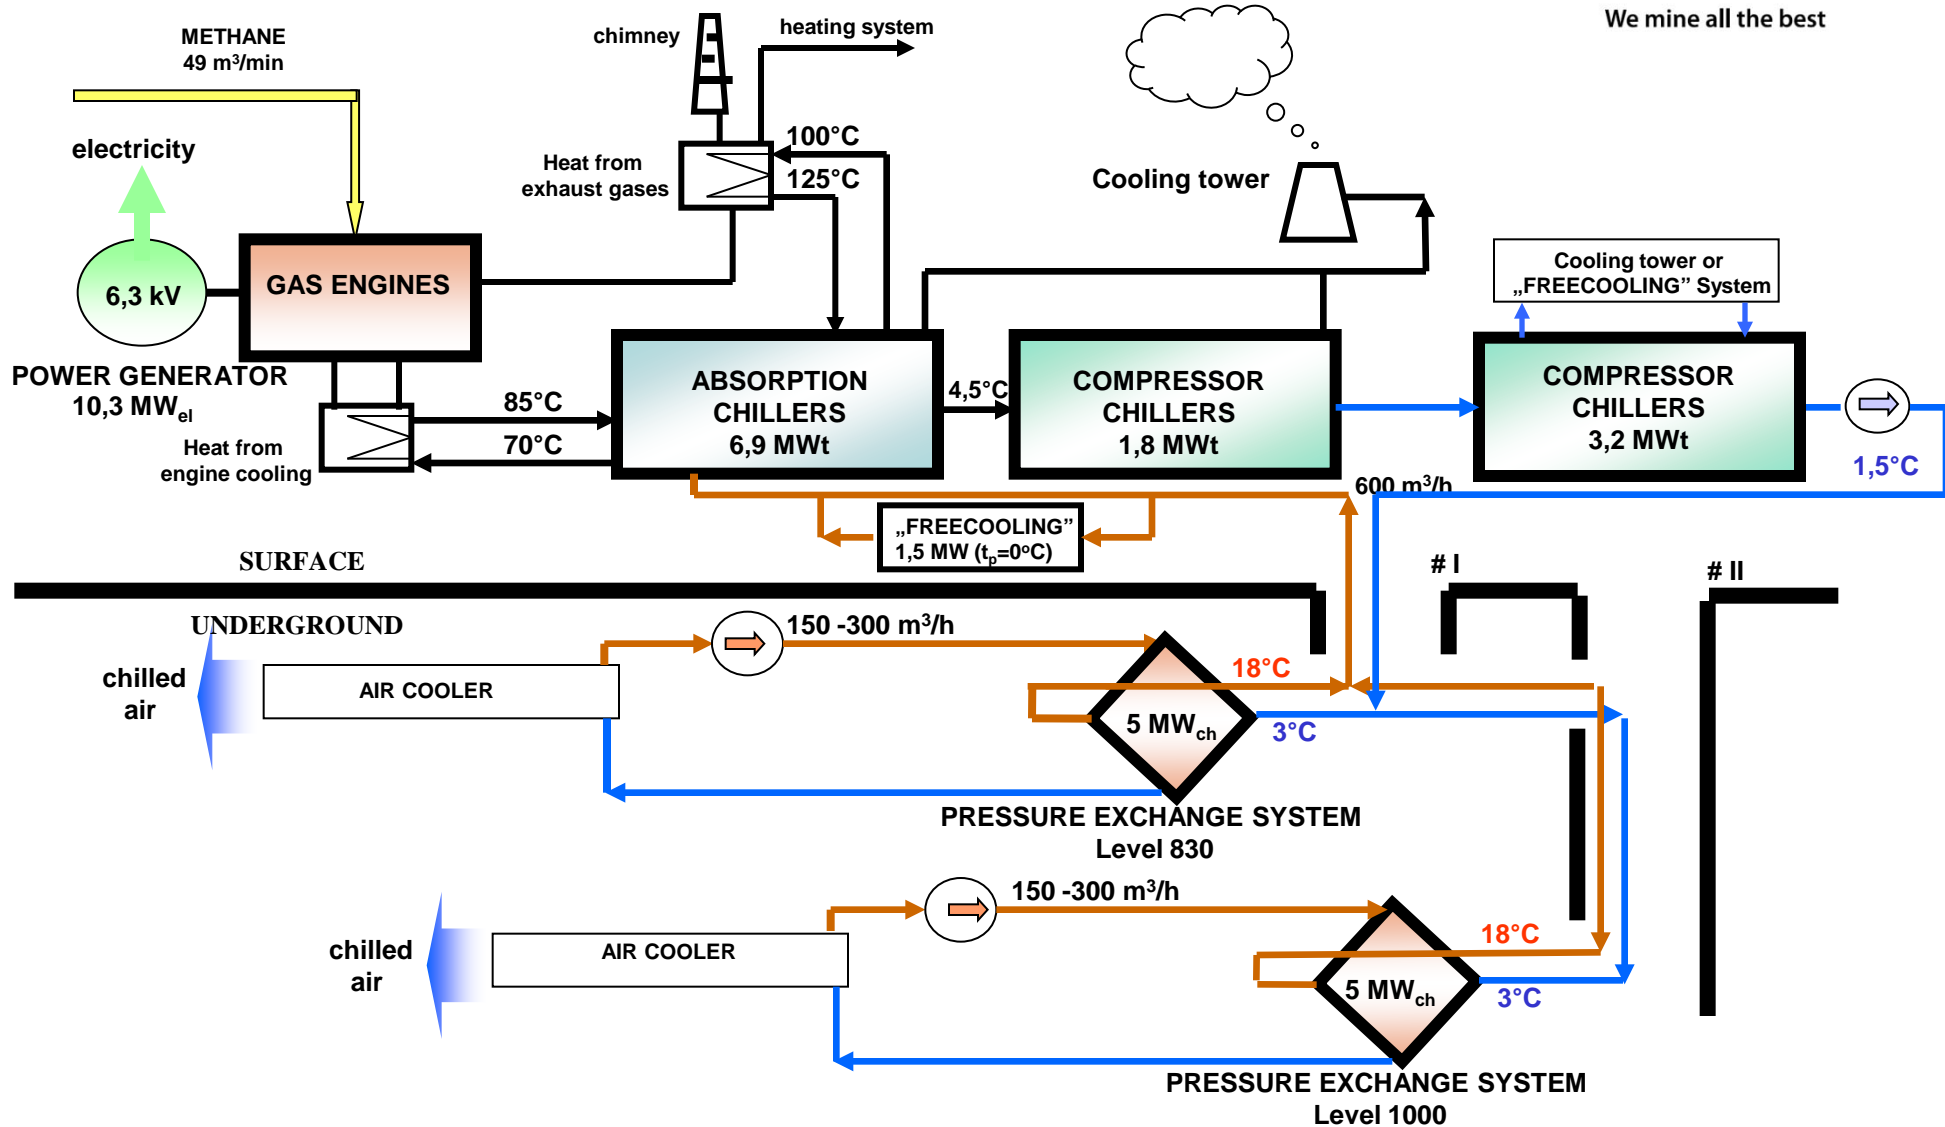 We mine all the best
METHANE
49 m³/min
chimney
heating system
electricity
Heat from
exhaust gases
100°C
125°C
Cooling tower
6,3 kV
GAS ENGINES
Cooling tower or
„FREECOOLING” System
POWER GENERATOR
10,3 MWel
85°C
70°C
Heat from
engine cooling
ABSORPTION
CHILLERS
6,9 MWt
4,5°C
COMPRESSOR
CHILLERS
1,8 MWt
COMPRESSOR
CHILLERS
3,2 MWt
1,5°C
600 m³/h
„FREECOOLING”
1,5 MW (tp=0°C)
SURFACE
# I
# II
UNDERGROUND
150 -300 m³/h
chilled
air
AIR COOLER
18°C
5 MWch
3°C
PRESSURE EXCHANGE SYSTEM
Level 830
150 -300 m³/h
chilled
air
AIR COOLER
18°C
5 MWch
3°C
PRESSURE EXCHANGE SYSTEM
Level 1000